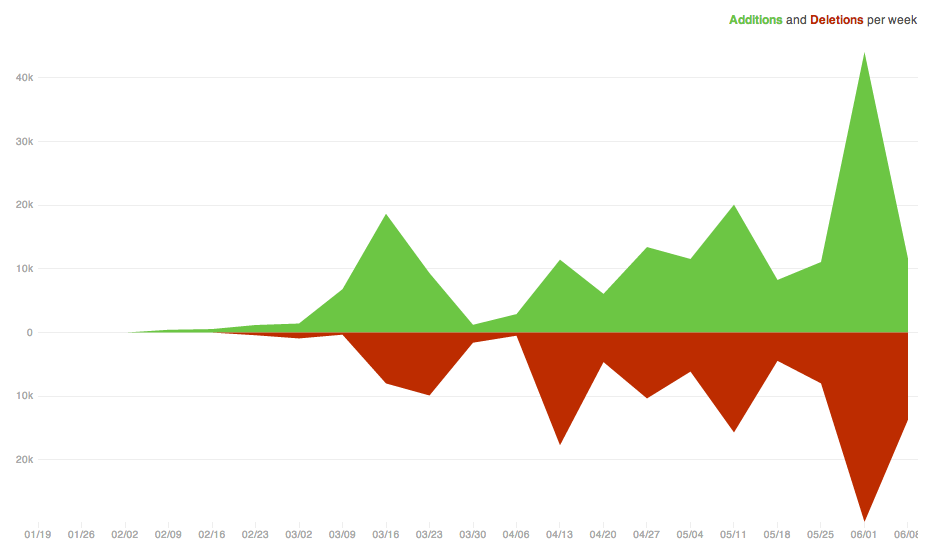 Additions and Deletions per week
40k
30k
20k
10k
0
10k
20k
01/19 01/26 02/02 02/09 02/16 02/23 03/02 03/09 03/16 03/23 03/30 04/06 04/13 04/20 04/27 05/04 05/11 05/18 05/25 06/01 06/08